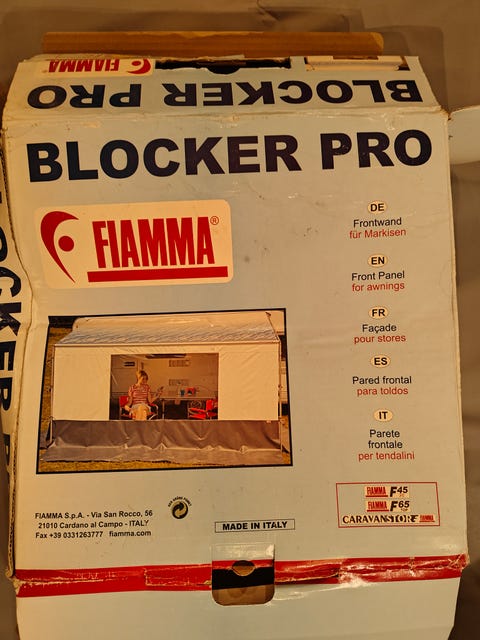 FIAMMA
BLOCKER PRO
BLOCKER PRO
FIAMMA®
DE
Frontwand
für Markisen
EN
Front Panel
for awnings
FR
Façade
pour stores
ES
Pared frontal
para toldos
IT
Parete
frontale
per tendalini
FIAMMA F45
FIAMMA F65
CARAVANSTORE FIAMMA
FIAMMA S.p.A. - Via San Rocco, 56
21010 Cardano al Campo - ITALY
Fax +39 0331263777 fiamma.com
MADE IN ITALY